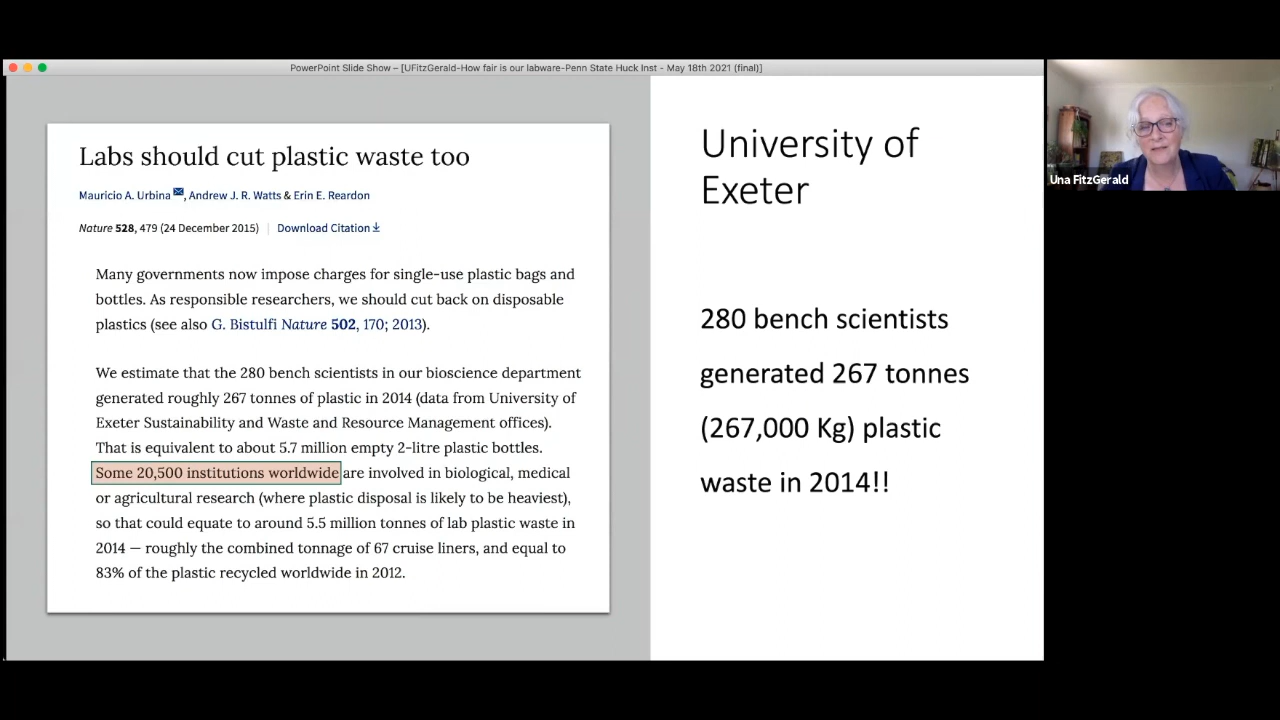 PowerPoint Slide Show – [UFitzGerald-How fair is our labware-Penn State Huck Inst - May 18th 2021 (final)]
Labs should cut plastic waste too
Mauricio A. Urbina, Andrew J. R. Watts & Erin E. Reardon
Nature 528, 479 (24 December 2015) | Download Citation
Many governments now impose charges for single-use plastic bags and
bottles. As responsible researchers, we should cut back on disposable
plastics (see also G. Bistulfi Nature 502, 170; 2013).
We estimate that the 280 bench scientists in our bioscience department
generated roughly 267 tonnes of plastic in 2014 (data from University of
Exeter Sustainability and Waste and Resource Management offices).
That is equivalent to about 5.7 million empty 2-litre plastic bottles.
Some 20,500 institutions worldwide are involved in biological, medical
or agricultural research (where plastic disposal is likely to be heaviest),
so that could equate to around 5.5 million tonnes of lab plastic waste in
2014 — roughly the combined tonnage of 67 cruise liners, and equal to
83% of the plastic recycled worldwide in 2012.
University of
Exeter
280 bench scientists
generated 267 tonnes
(267,000 Kg) plastic
waste in 2014!!
Una FitzGerald